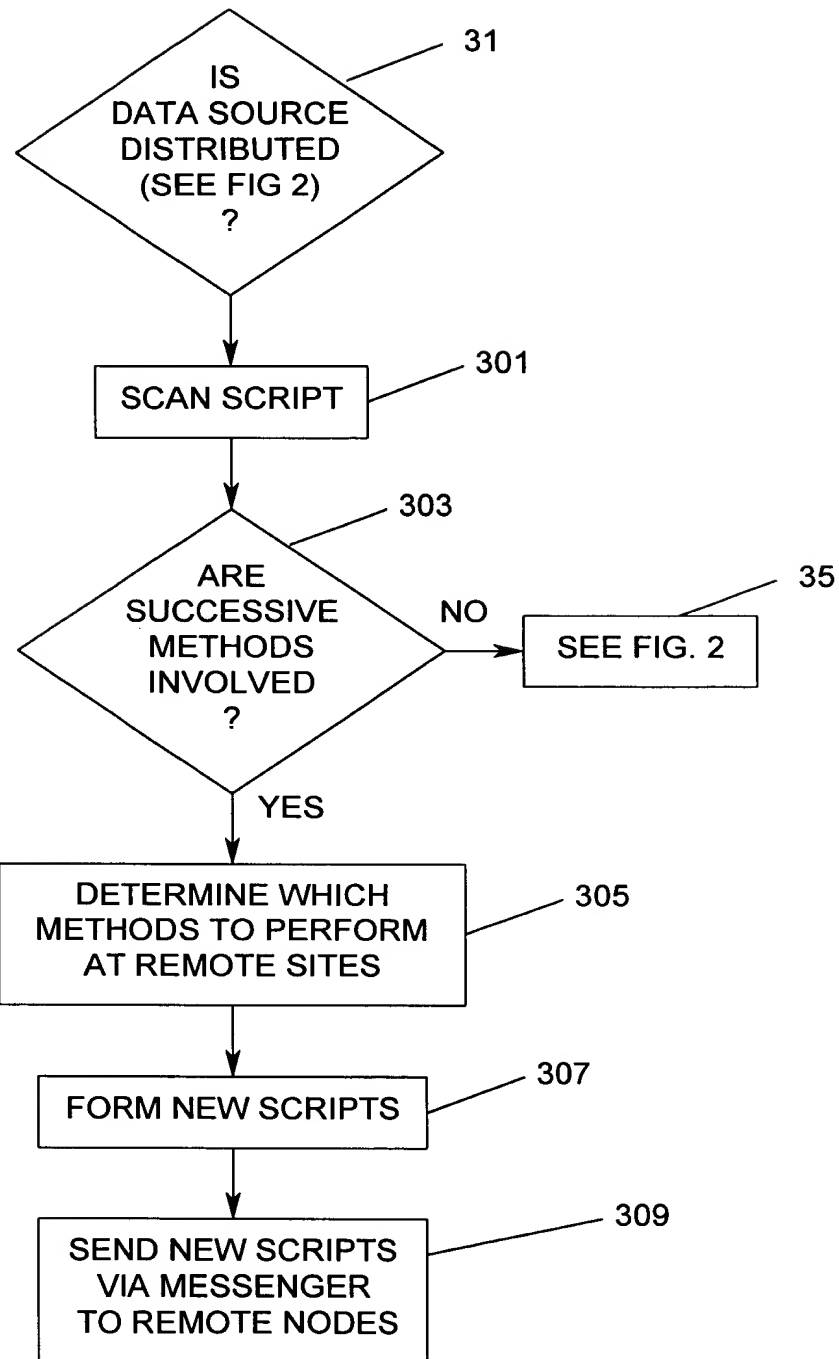 31
IS
DATA SOURCE
DISTRIBUTED
(SEE FIG 2)
?
301
SCAN SCRIPT
303
ARE
SUCCESSIVE
METHODS
INVOLVED
?
NO
35
SEE FIG. 2
YES
305
DETERMINE WHICH
METHODS TO PERFORM
AT REMOTE SITES
307
FORM NEW SCRIPTS
309
SEND NEW SCRIPTS
VIA MESSENGER
TO REMOTE NODES